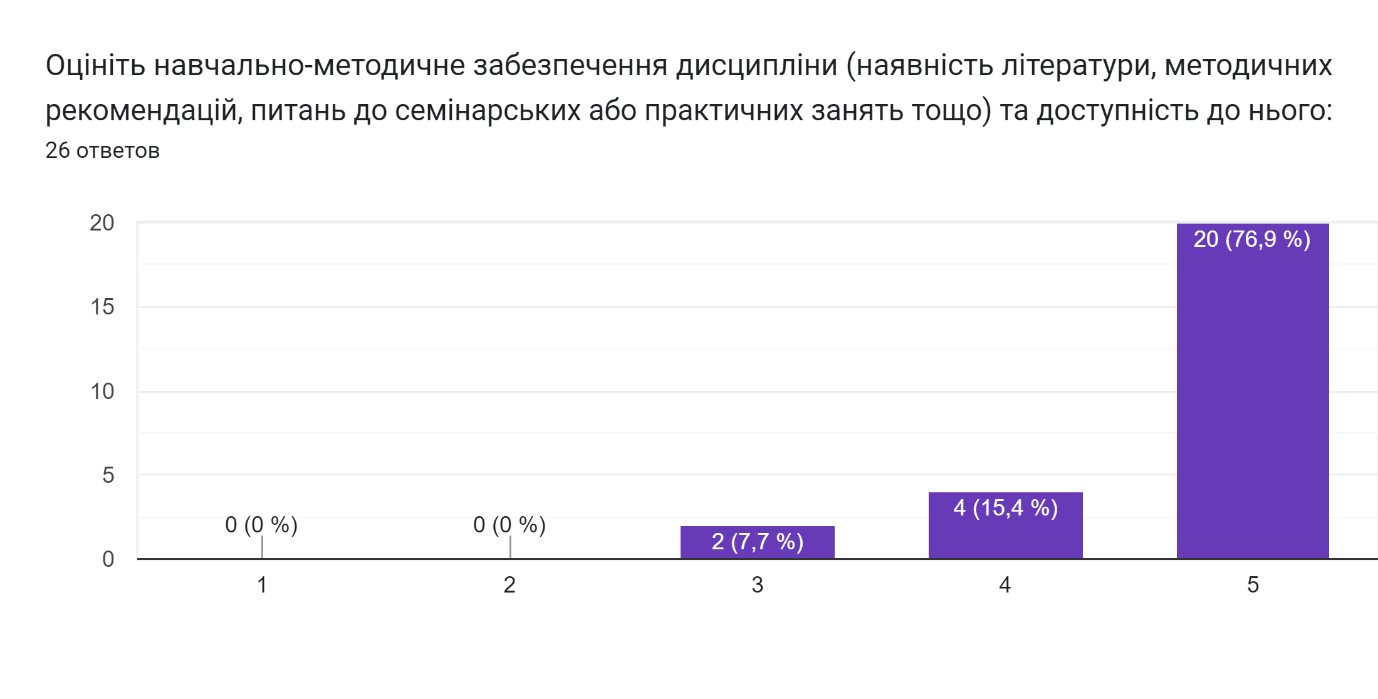 Оцініть навчально-методичне забезпечення дисципліни (наявність літератури, методичних
рекомендацій, питань до семінарських або практичних занять тощо) та доступність до нього:
26 ответов
20
15
10
5
0
0 (0 %)
0 (0 %)
2 (7,7 %)
4 (15,4 %)
20 (76,9 %)
1
2
3
4
5